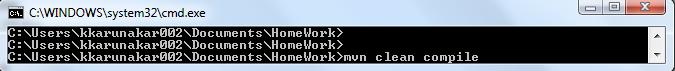 C:\WINDOWS\system32\cmd.exe
C:\Users\kkarunakar002\Documents\HomeWork>
C:\Users\kkarunakar002\Documents\HomeWork>
C:\Users\kkarunakar002\Documents\HomeWork>mvn clean compile